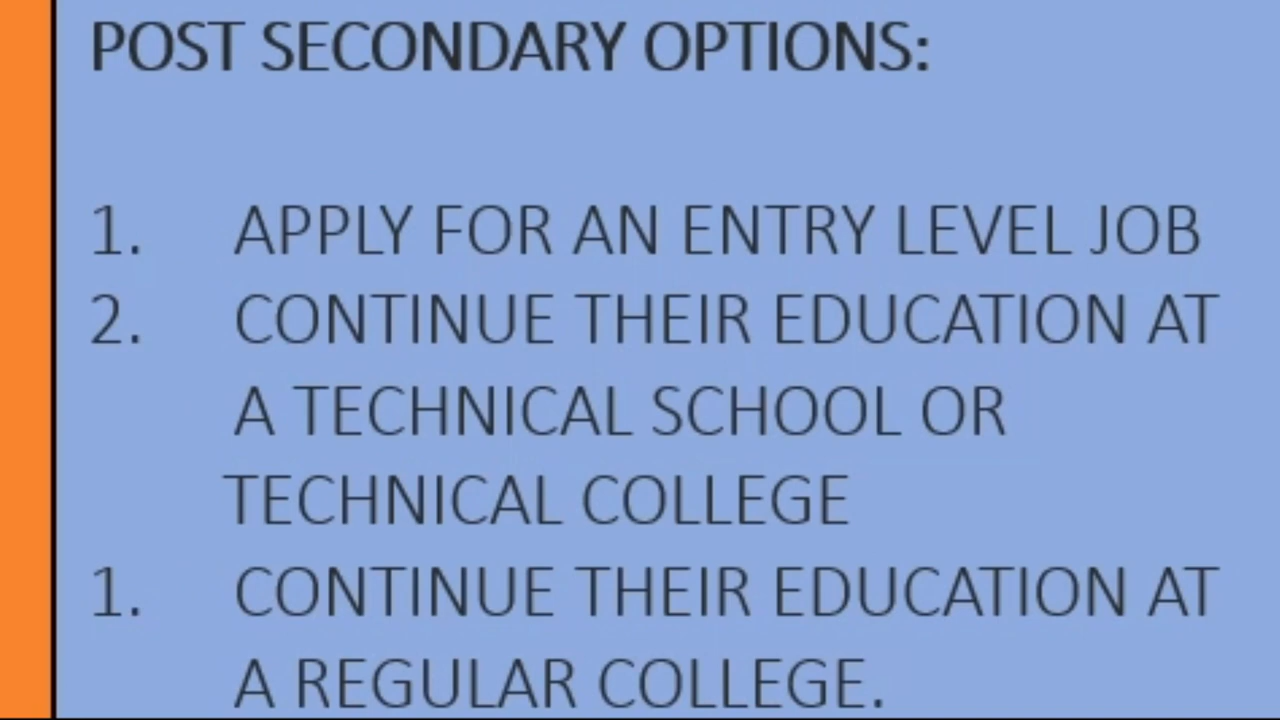 POST SECONDARY OPTIONS:
1. APPLY FOR AN ENTRY LEVEL JOB
2. CONTINUE THEIR EDUCATION AT
A TECHNICAL SCHOOL OR
TECHNICAL COLLEGE
1. CONTINUE THEIR EDUCATION AT
A REGULAR COLLEGE.